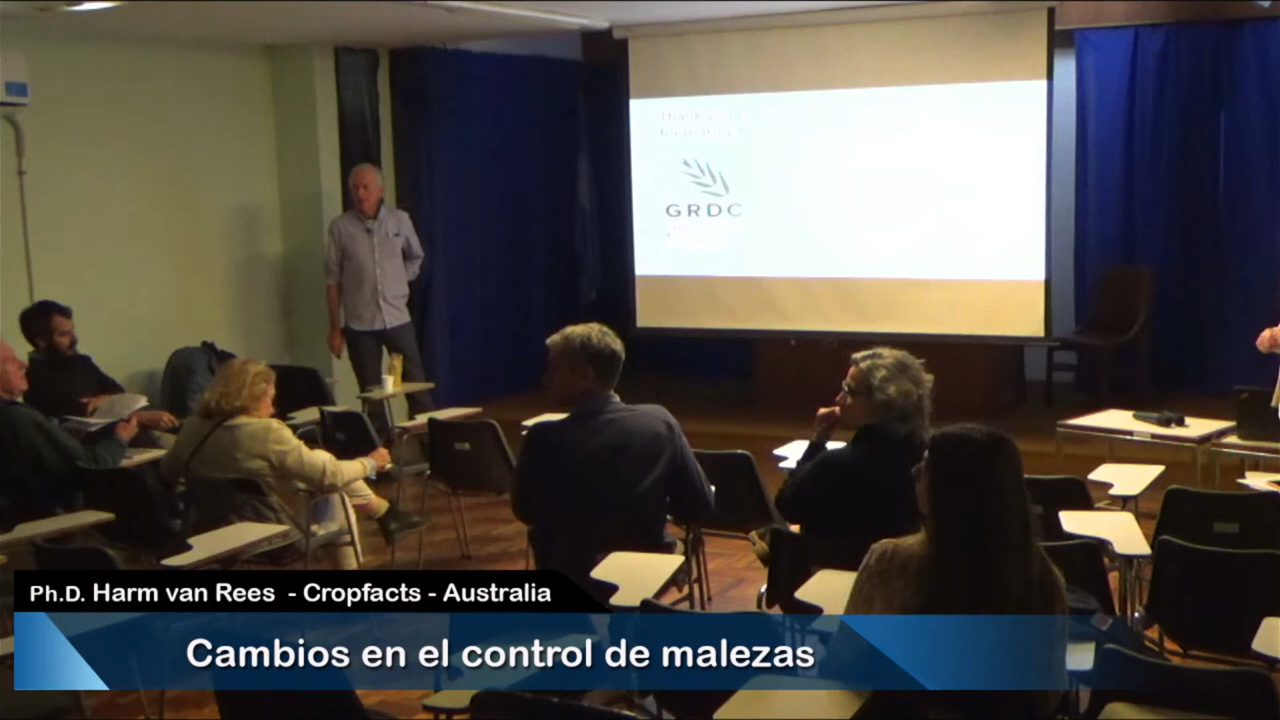 GRDC
Ph.D. Harm van Rees - Cropfacts - Australia
Cambios en el control de malezas